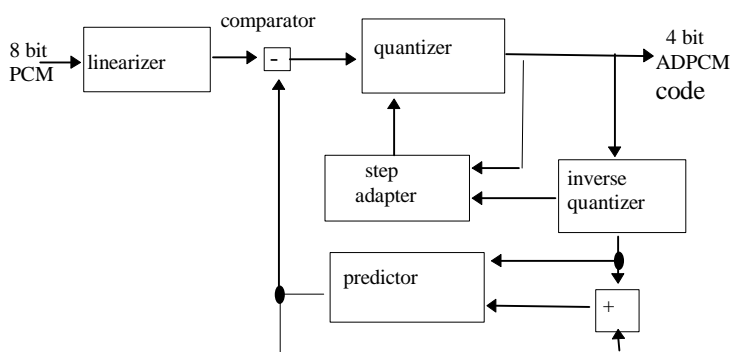 comparator
8 bit
PCM
linearizer
-
quantizer
4 bit
ADPCM
code
step
adapter
inverse
quantizer
predictor
+